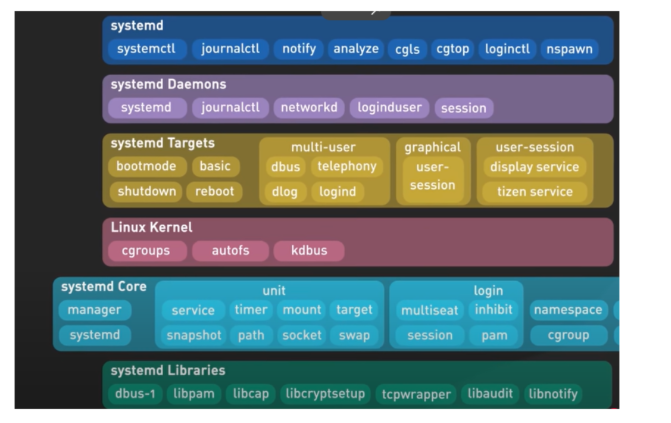 systemd
systemctl journalctl notify analyze cgls cgtop loginctl nspawn
systemd Daemons
systemd journalctl networkd loginduser session
systemd Targets
multi-user graphical user-session
bootmode basic dbus telephony user- display service
shutdown reboot dlog logind session tizen service
Linux Kernel
cgroups autofs kdbus
systemd Core
unit login
manager service timer mount target multiseat inhibit namespace
systemd snapshot path socket swap session pam cgroup
systemd Libraries
dbus-1 libpam libcap libcryptsetup tcpwrapper libaudit libnotify